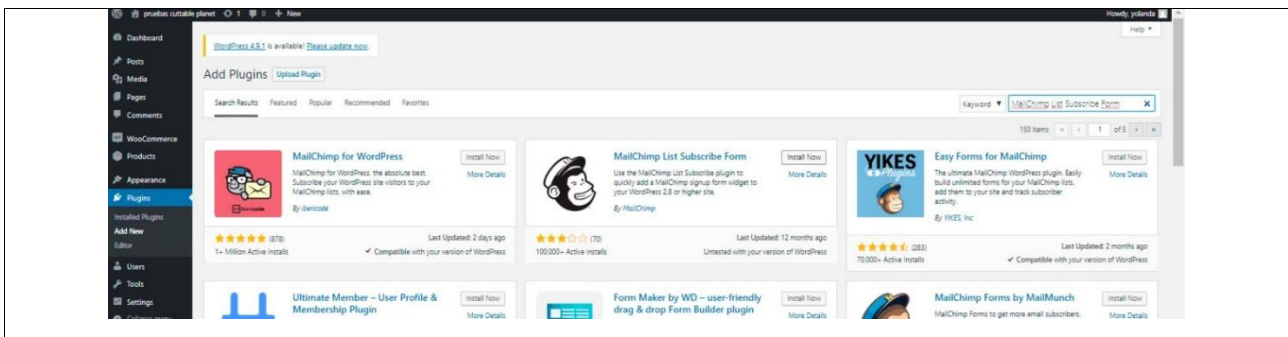 pruebas cuttable planet 1 0 + New Howdy, yolanda
Help ▼
Dashboard
Posts
Media
Pages
Comments
WooCommerce
Products
Appearance
Plugins
Installed Plugins
Add New
Editor
Users
Tools
Settings
Collapse menu
WordPress 4.9.1 is available! Please update now.
Add Plugins Upload Plugin
Search Results Featured Popular Recommended Favorites
Keyword ▼ MailChimp List Subscribe Form ×
150 items « ‹ 1 of 5 › »
MailChimp for WordPress
Install Now
More Details
MailChimp for WordPress, the absolute best.
Subscribe your WordPress site visitors to your
MailChimp lists, with ease.
By ibericode
ibericode
(878)
1+ Million Active Installs
Last Updated: 2 days ago
✓ Compatible with your version of WordPress
MailChimp List Subscribe Form
Install Now
More Details
Use the MailChimp List Subscribe plugin to
quickly add a MailChimp signup form widget to
your WordPress 2.8 or higher site.
By MailChimp
(70)
100,000+ Active Installs
Last Updated: 12 months ago
Untested with your version of WordPress
YIKES
Plugins
Easy Forms for MailChimp
Install Now
More Details
The ultimate MailChimp WordPress plugin. Easily
build unlimited forms for your MailChimp lists,
add them to your site and track subscriber
activity.
By YIKES, Inc.
(283)
70,000+ Active Installs
Last Updated: 2 months ago
✓ Compatible with your version of WordPress
Ultimate Member – User Profile &
Membership Plugin
Install Now
More Details
Form Maker by WD – user-friendly
drag & drop Form Builder plugin
Install Now
More Details
MailChimp Forms by MailMunch
Install Now
More Details
MailChimp Forms to get more email subscribers.